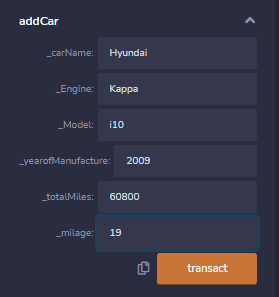 addCar
_carName: Hyundai
_Engine: Kappa
_Model: i10
_yearofManufacture: 2009
_totalMiles: 60800
_milage: 19
transact